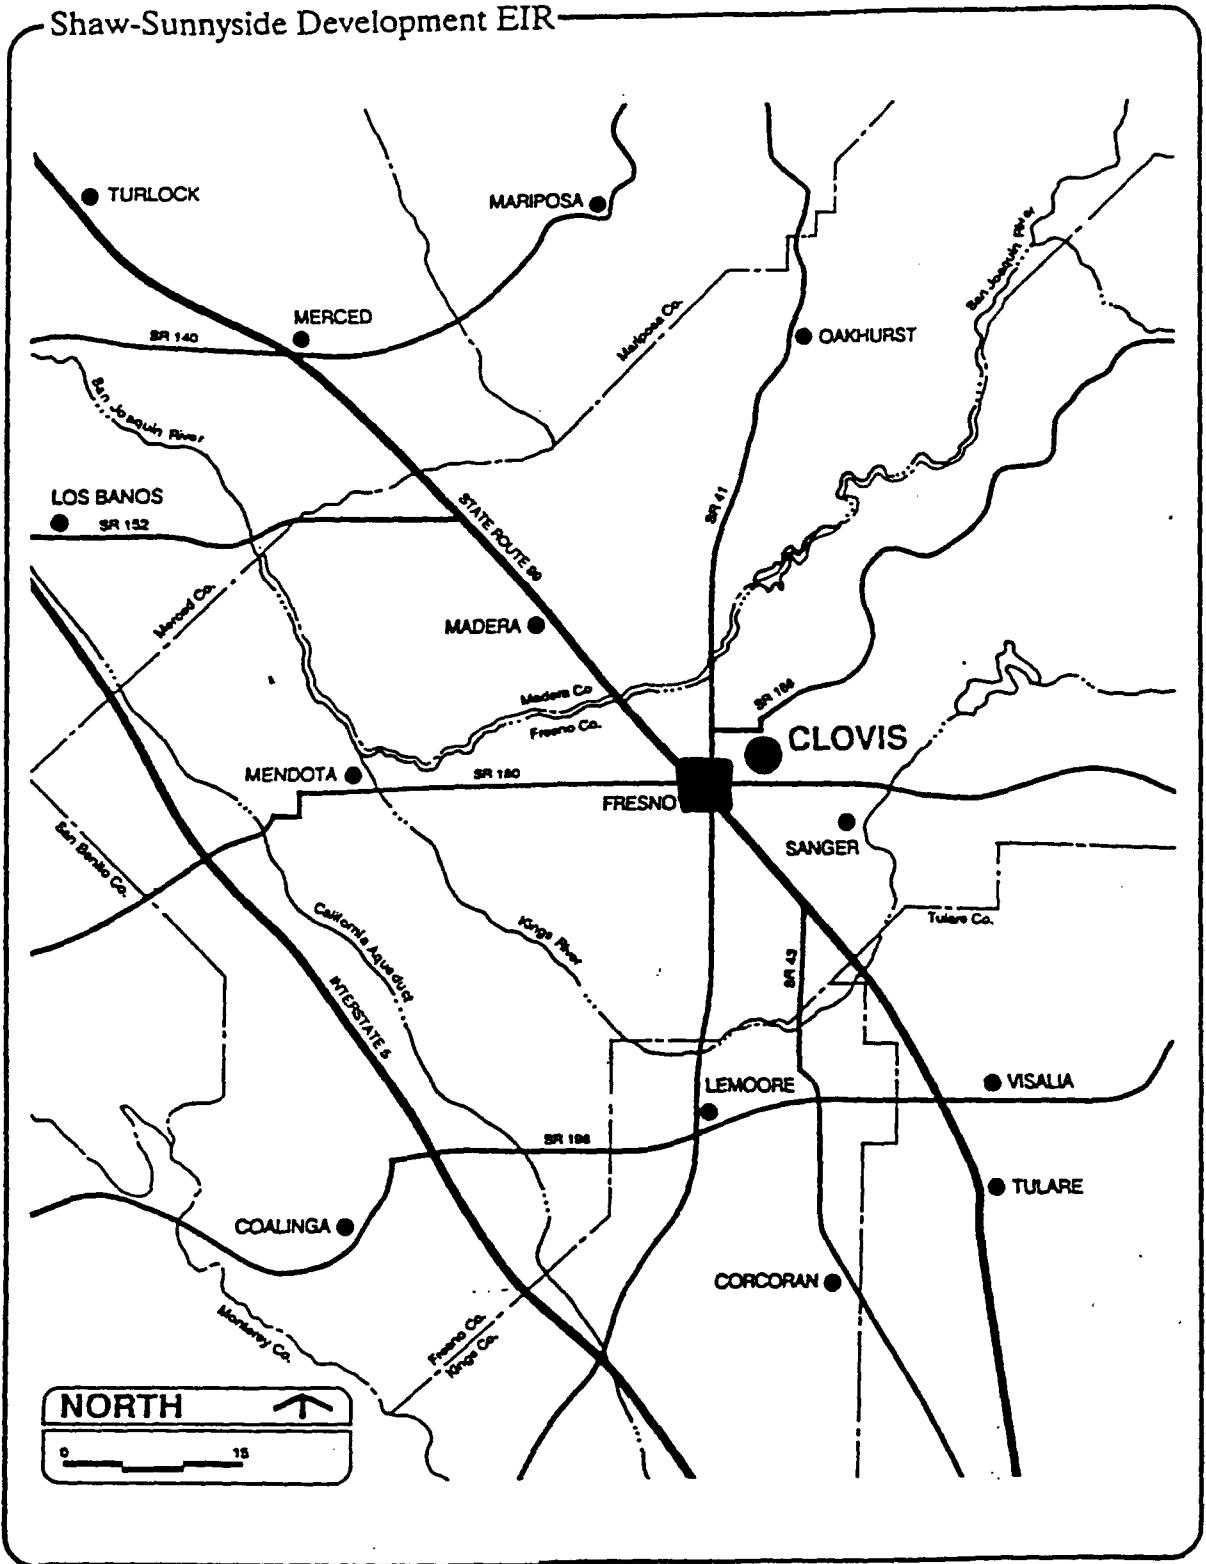 Shaw-Sunnyside Development EIR
TURLOCK
MARIPOSA
San Joaquin River
MERCED
SR 140
Mariposa Co.
OAKHURST
San Joaquin River
LOS BANOS
SR 152
STATE ROUTE 99
SR 41
Merced Co.
MADERA
Madera Co
Fresno Co.
SR 168
CLOVIS
MENDOTA
SR 180
FRESNO
SANGER
San Benito Co.
California Aqueduct
Kings River
Tulare Co.
SR 43
INTERSTATE 5
LEMOORE
VISALIA
SR 198
TULARE
COALINGA
CORCORAN
Monterey Co.
Fresno Co.
Kings Co.
NORTH
0 15